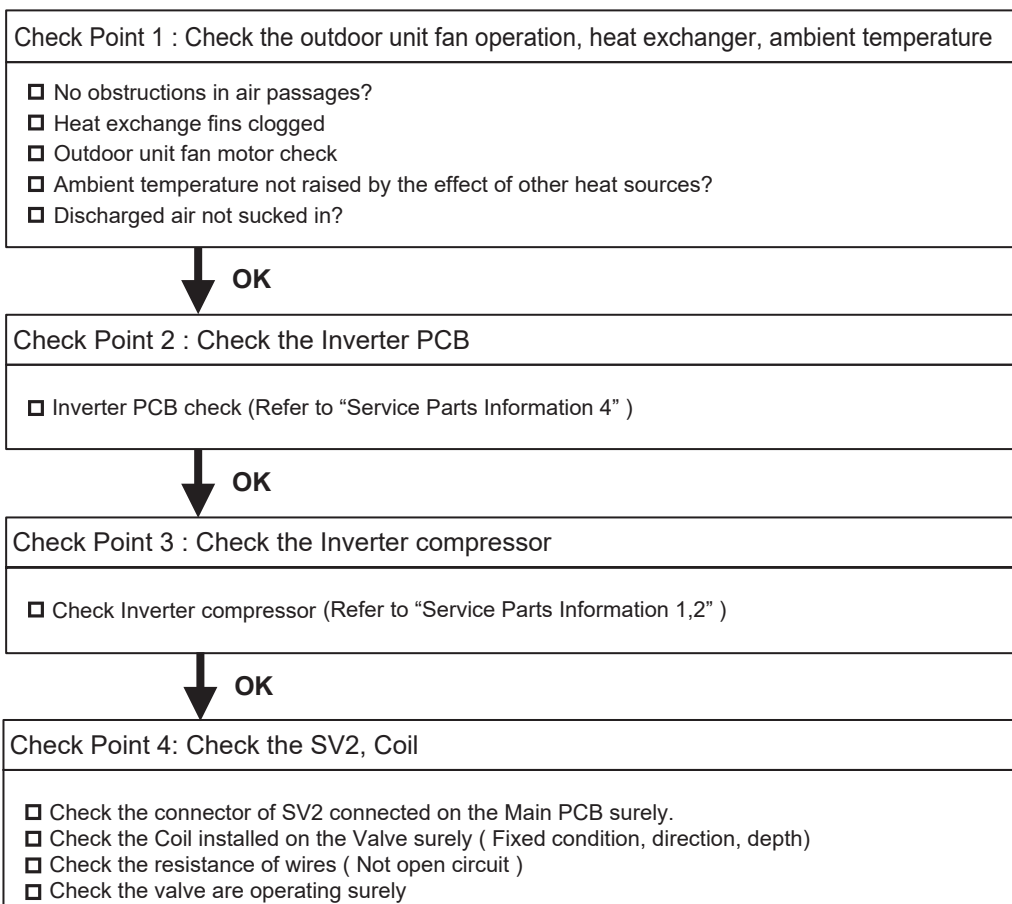 Check Point 1 : Check the outdoor unit fan operation, heat exchanger, ambient temperature
No obstructions in air passages?
Heat exchange fins clogged
Outdoor unit fan motor check
Ambient temperature not raised by the effect of other heat sources?
Discharged air not sucked in?
OK
Check Point 2 : Check the Inverter PCB
Inverter PCB check (Refer to “Service Parts Information 4” )
OK
Check Point 3 : Check the Inverter compressor
Check Inverter compressor (Refer to “Service Parts Information 1,2” )
OK
Check Point 4: Check the SV2, Coil
Check the connector of SV2 connected on the Main PCB surely.
Check the Coil installed on the Valve surely ( Fixed condition, direction, depth)
Check the resistance of wires ( Not open circuit )
Check the valve are operating surely